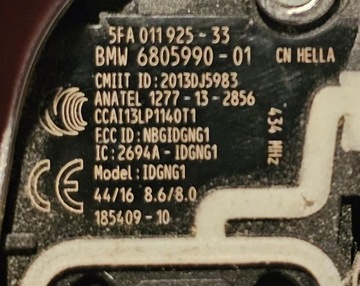 5FA 011 925 - 33
BMW 6805990 - 01
CN HELLA
CMIIT ID: 2013DJ5983
ANATEL 1277 - 13 - 2856
CCAI13LP1140T1
FCC ID: NBGIDGNG1
IC: 2694A - IDGNG1
Model: IDGNG1
44/16 8.6/8.0
185409 - 10
434 MHz
CE